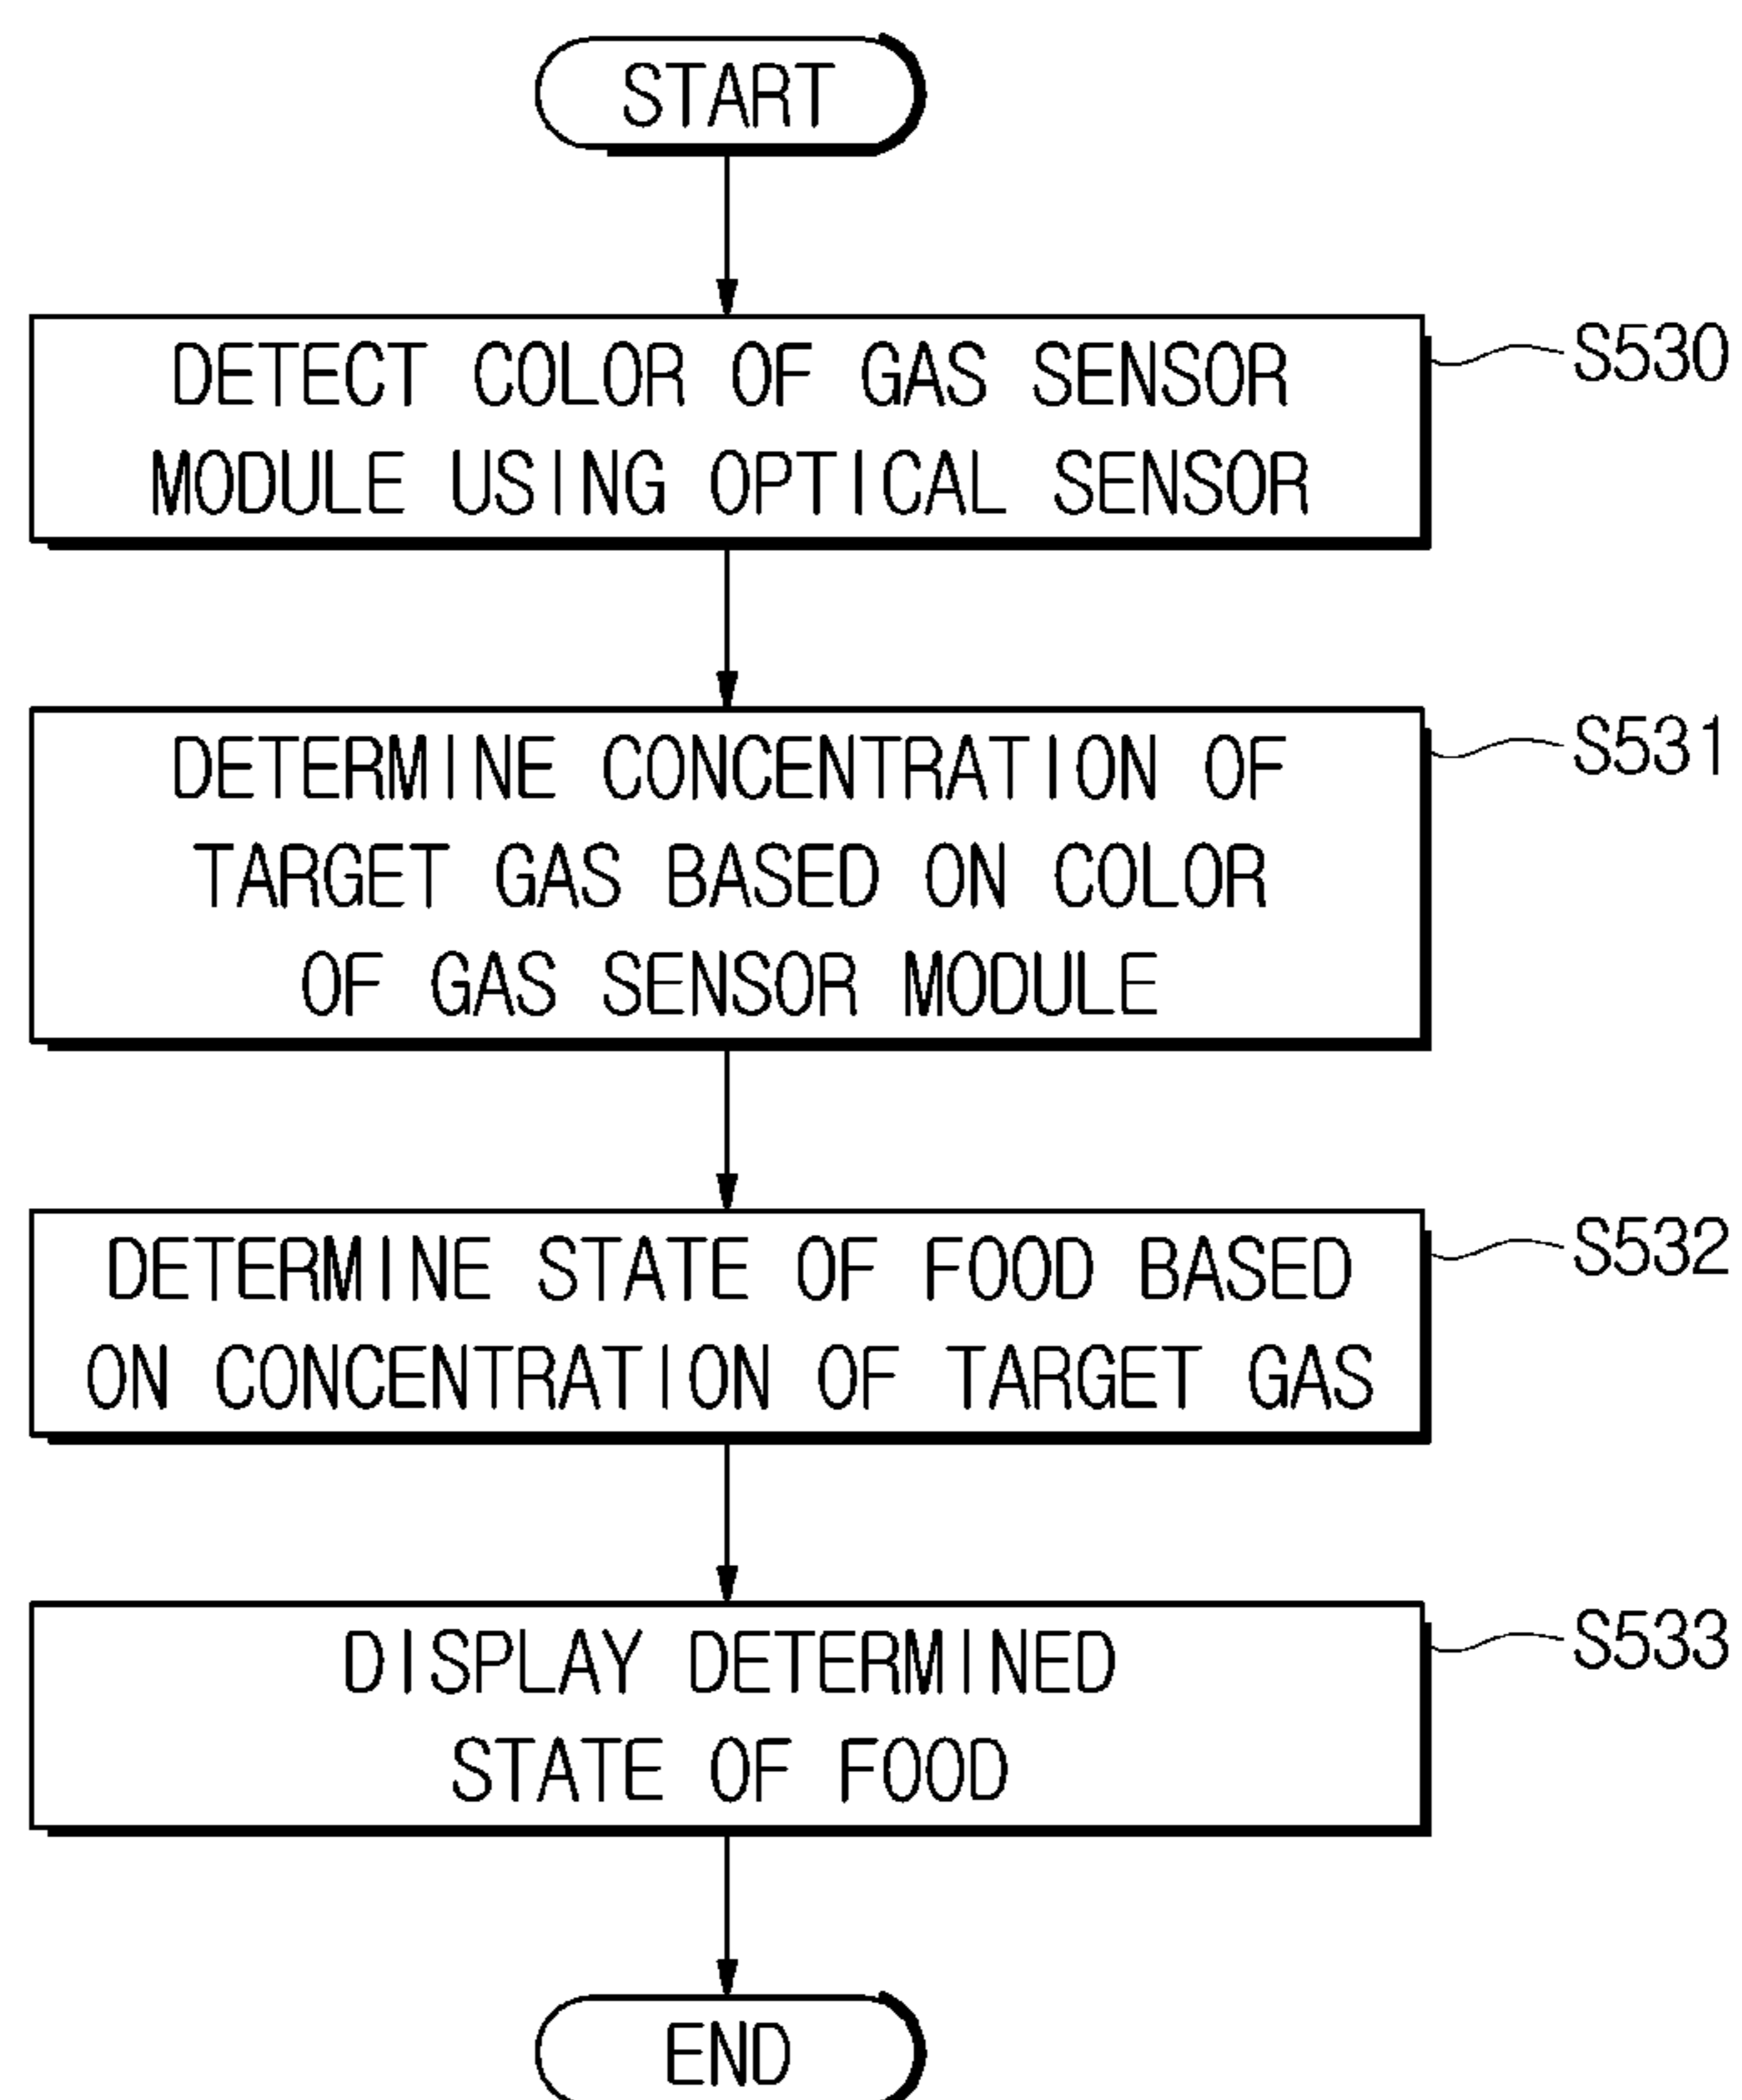 START
DETECT COLOR OF GAS SENSOR
MODULE USING OPTICAL SENSOR
S530
DETERMINE CONCENTRATION OF
TARGET GAS BASED ON COLOR
OF GAS SENSOR MODULE
S531
DETERMINE STATE OF FOOD BASED
ON CONCENTRATION OF TARGET GAS
S532
DISPLAY DETERMINED
STATE OF FOOD
S533
END